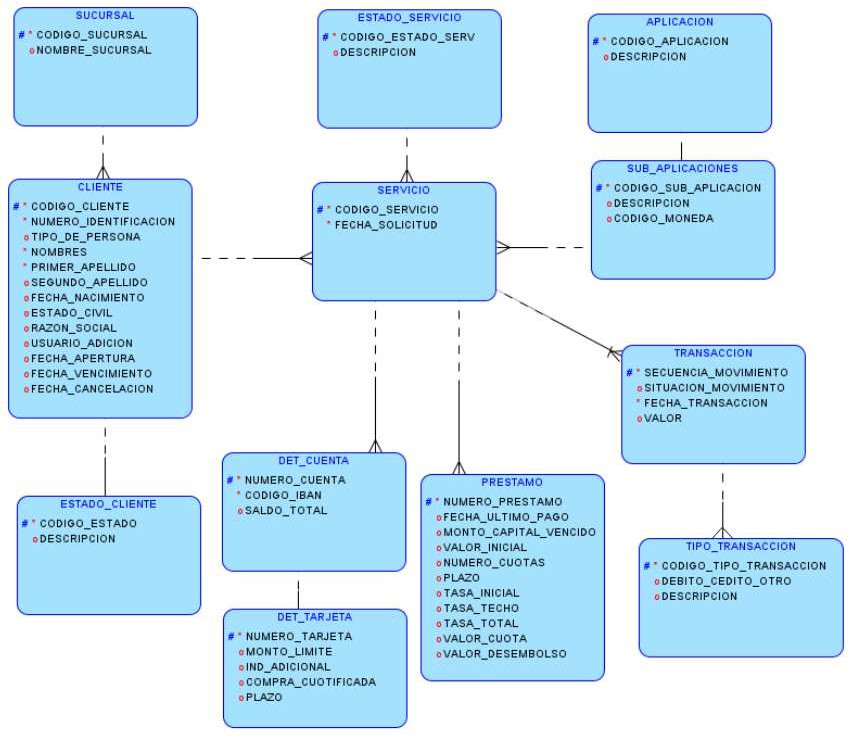 SUCURSAL
# * CODIGO_SUCURSAL
o NOMBRE_SUCURSAL
ESTADO_SERVICIO
# * CODIGO_ESTADO_SERV
o DESCRIPCION
APLICACION
# * CODIGO_APLICACION
o DESCRIPCION
CLIENTE
# * CODIGO_CLIENTE
* NUMERO_IDENTIFICACION
o TIPO_DE_PERSONA
* NOMBRES
* PRIMER_APELLIDO
o SEGUNDO_APELLIDO
o FECHA_NACIMIENTO
o ESTADO_CIVIL
o RAZON_SOCIAL
o USUARIO_ADICION
o FECHA_APERTURA
o FECHA_VENCIMIENTO
o FECHA_CANCELACION
SERVICIO
# * CODIGO_SERVICIO
* FECHA_SOLICITUD
SUB_APLICACIONES
# * CODIGO_SUB_APLICACION
o DESCRIPCION
o CODIGO_MONEDA
TRANSACCION
# * SECUENCIA_MOVIMIENTO
o SITUACION_MOVIMIENTO
* FECHA_TRANSACCION
o VALOR
ESTADO_CLIENTE
# * CODIGO_ESTADO
o DESCRIPCION
DET_CUENTA
# * NUMERO_CUENTA
* CODIGO_IBAN
o SALDO_TOTAL
PRESTAMO
# * NUMERO_PRESTAMO
o FECHA_ULTIMO_PAGO
o MONTO_CAPITAL_VENCIDO
o VALOR_INICIAL
o NUMERO_CUOTAS
o PLAZO
o TASA_INICIAL
o TASA_TECHO
o TASA_TOTAL
o VALOR_CUOTA
o VALOR_DESEMBOLSO
TIPO_TRANSACCION
# * CODIGO_TIPO_TRANSACCION
o DEBITO_CEDITO_OTRO
o DESCRIPCION
DET_TARJETA
# * NUMERO_TARJETA
o MONTO_LIMITE
o IND_ADICIONAL
o COMPRA_CUOTIFICADA
o PLAZO